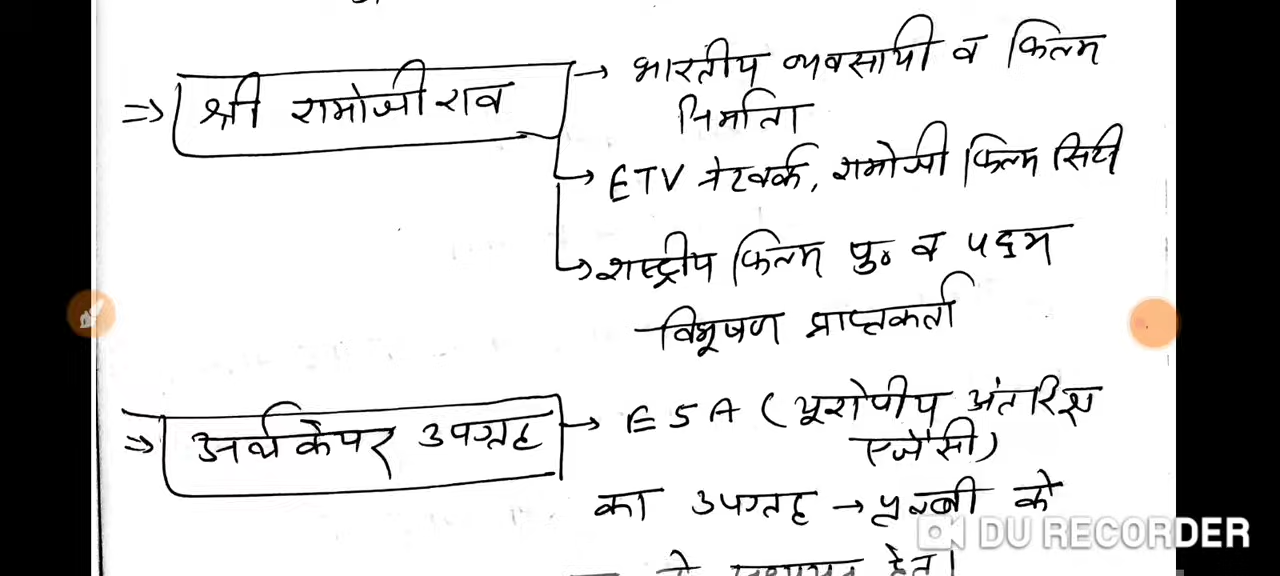 => श्री रामोजीराव → भारतीय व्यवसायी व फिल्म
निर्माता
→ ETV नेटवर्क, रामोजी फिल्म सिटी
→ राष्ट्रीय फिल्म पु० व पद्म
विभूषण प्राप्तकर्ता
=> अर्थकेयर उपग्रह → ESA (यूरोपीय अंतरिक्ष
एजेंसी)
का उपग्रह → पृथ्वी के
हेतु।
DU RECORDER